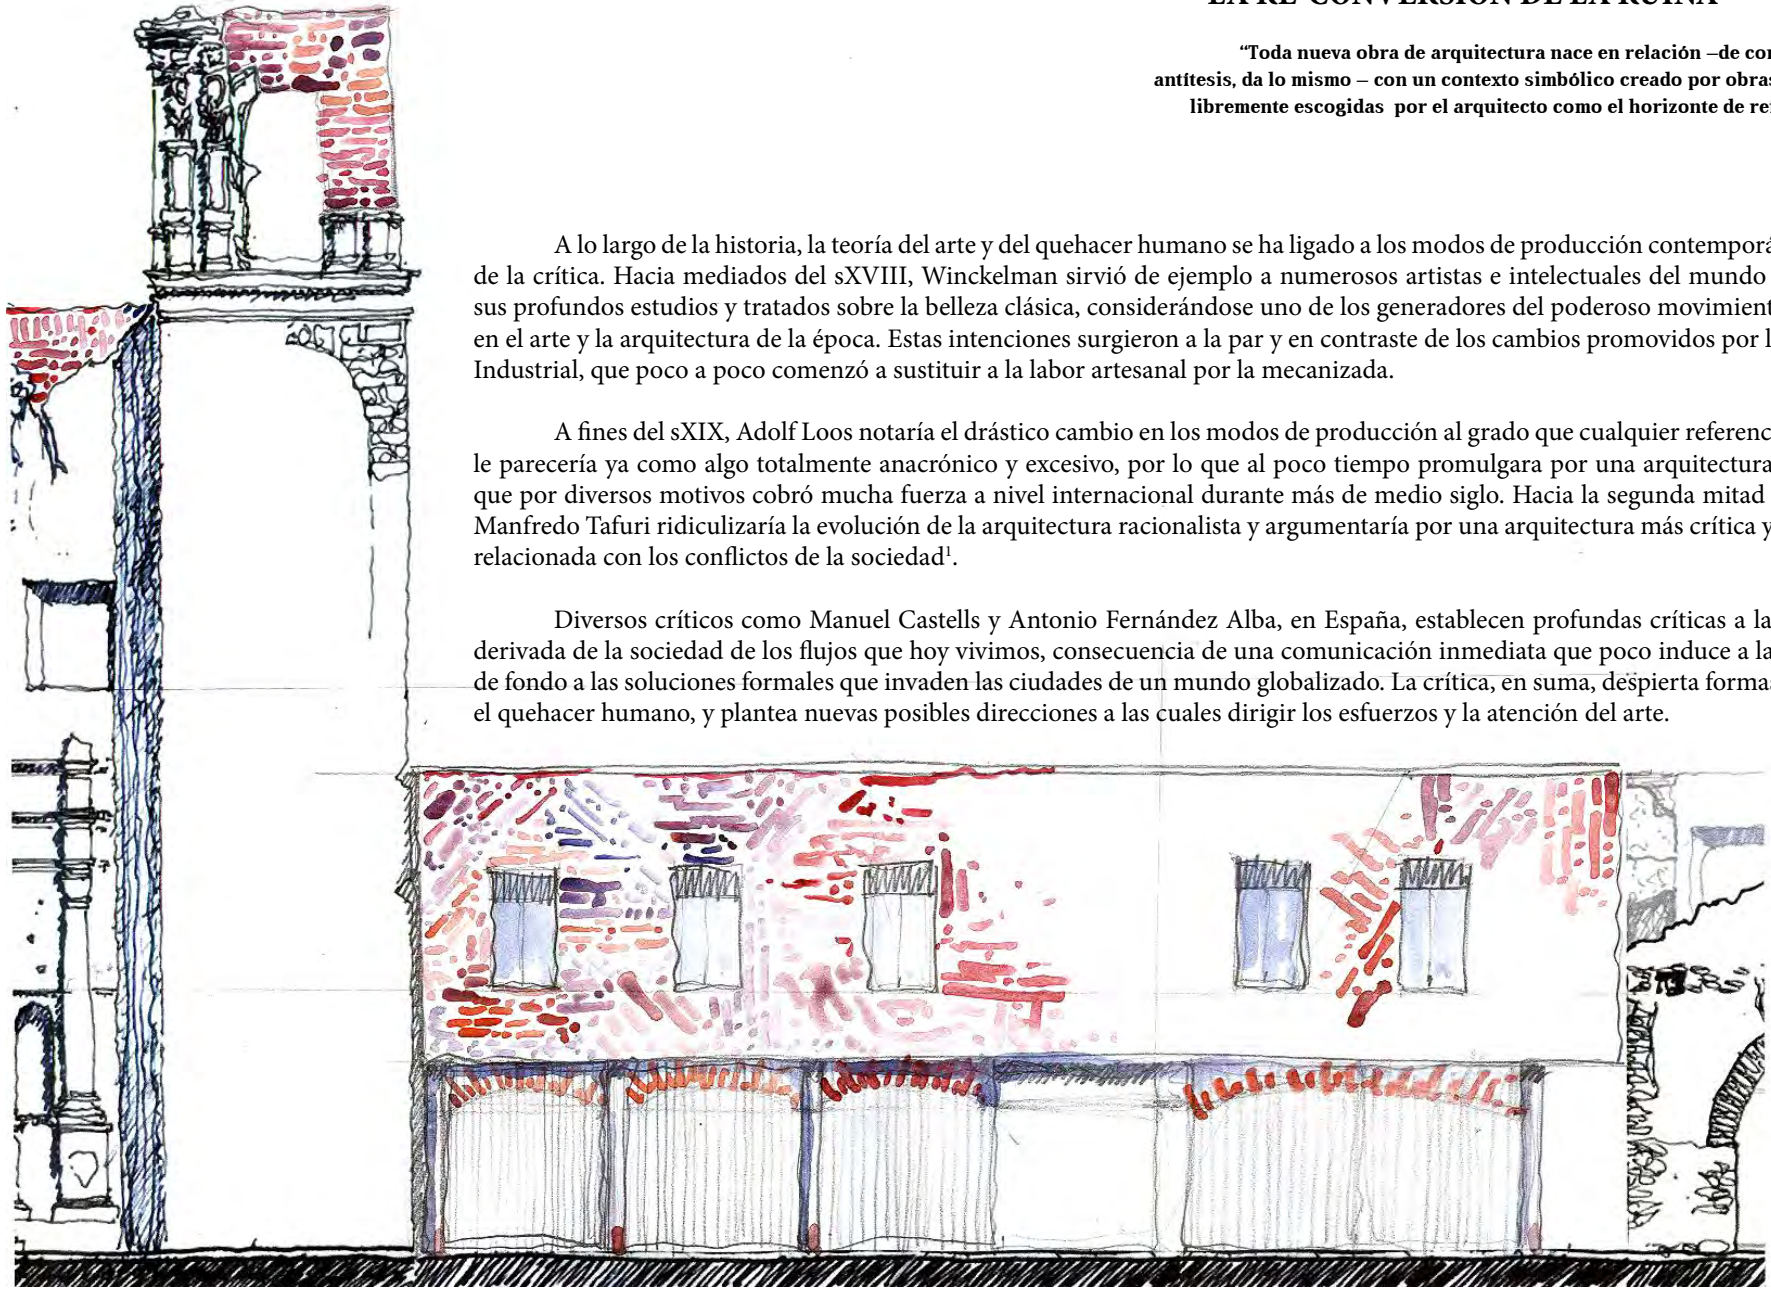 LA RE-CONVERSIÓN DE LA RUINA
“Toda nueva obra de arquitectura nace en relación –de con
antítesis, da lo mismo – con un contexto simbólico creado por obras
libremente escogidas por el arquitecto como el horizonte de ref
A lo largo de la historia, la teoría del arte y del quehacer humano se ha ligado a los modos de producción contemporá
de la crítica. Hacia mediados del sXVIII, Winckelman sirvió de ejemplo a numerosos artistas e intelectuales del mundo
sus profundos estudios y tratados sobre la belleza clásica, considerándose uno de los generadores del poderoso movimient
en el arte y la arquitectura de la época. Estas intenciones surgieron a la par y en contraste de los cambios promovidos por l
Industrial, que poco a poco comenzó a sustituir a la labor artesanal por la mecanizada.
A fines del sXIX, Adolf Loos notaría el drástico cambio en los modos de producción al grado que cualquier referenc
le parecería ya como algo totalmente anacrónico y excesivo, por lo que al poco tiempo promulgara por una arquitectura
que por diversos motivos cobró mucha fuerza a nivel internacional durante más de medio siglo. Hacia la segunda mitad
Manfredo Tafuri ridiculizaría la evolución de la arquitectura racionalista y argumentaría por una arquitectura más crítica y
relacionada con los conflictos de la sociedad¹.
Diversos críticos como Manuel Castells y Antonio Fernández Alba, en España, establecen profundas críticas a la
derivada de la sociedad de los flujos que hoy vivimos, consecuencia de una comunicación inmediata que poco induce a la
de fondo a las soluciones formales que invaden las ciudades de un mundo globalizado. La crítica, en suma, despierta formas
el quehacer humano, y plantea nuevas posibles direcciones a las cuales dirigir los esfuerzos y la atención del arte.